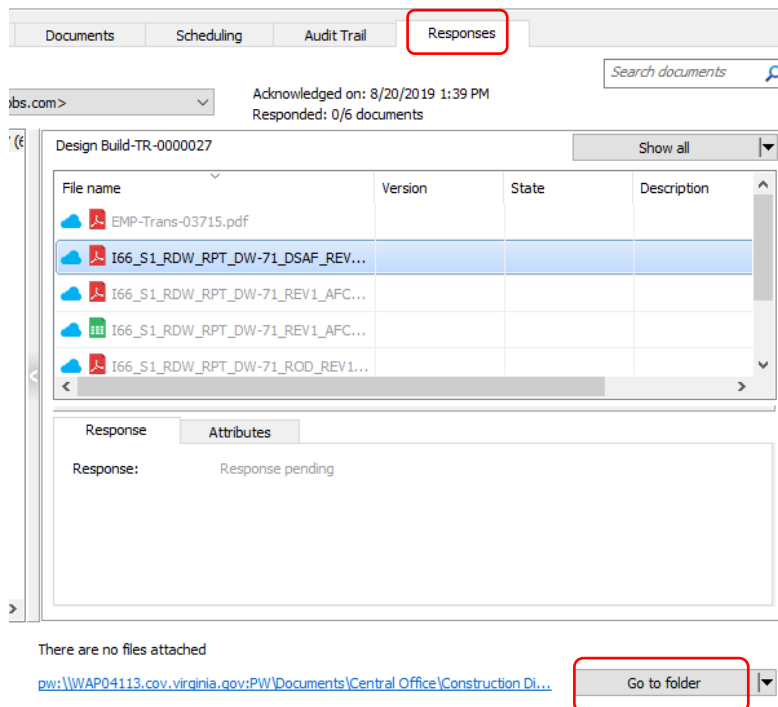 Documents Scheduling Audit Trail Responses
Search documents
obs.com>
Acknowledged on: 8/20/2019 1:39 PM
Responded: 0/6 documents
Design Build-TR-0000027 Show all
File name Version State Description
EMP-Trans-03715.pdf
I66_S1_RDW_RPT_DW-71_DSAF_REV...
I66_S1_RDW_RPT_DW-71_REV1_AFC...
I66_S1_RDW_RPT_DW-71_REV1_AFC...
I66_S1_RDW_RPT_DW-71_ROD_REV1...
Response Attributes
Response: Response pending
There are no files attached
pw:\\WAP04113.cov.virginia.gov:PW\Documents\Central Office\Construction Di... Go to folder